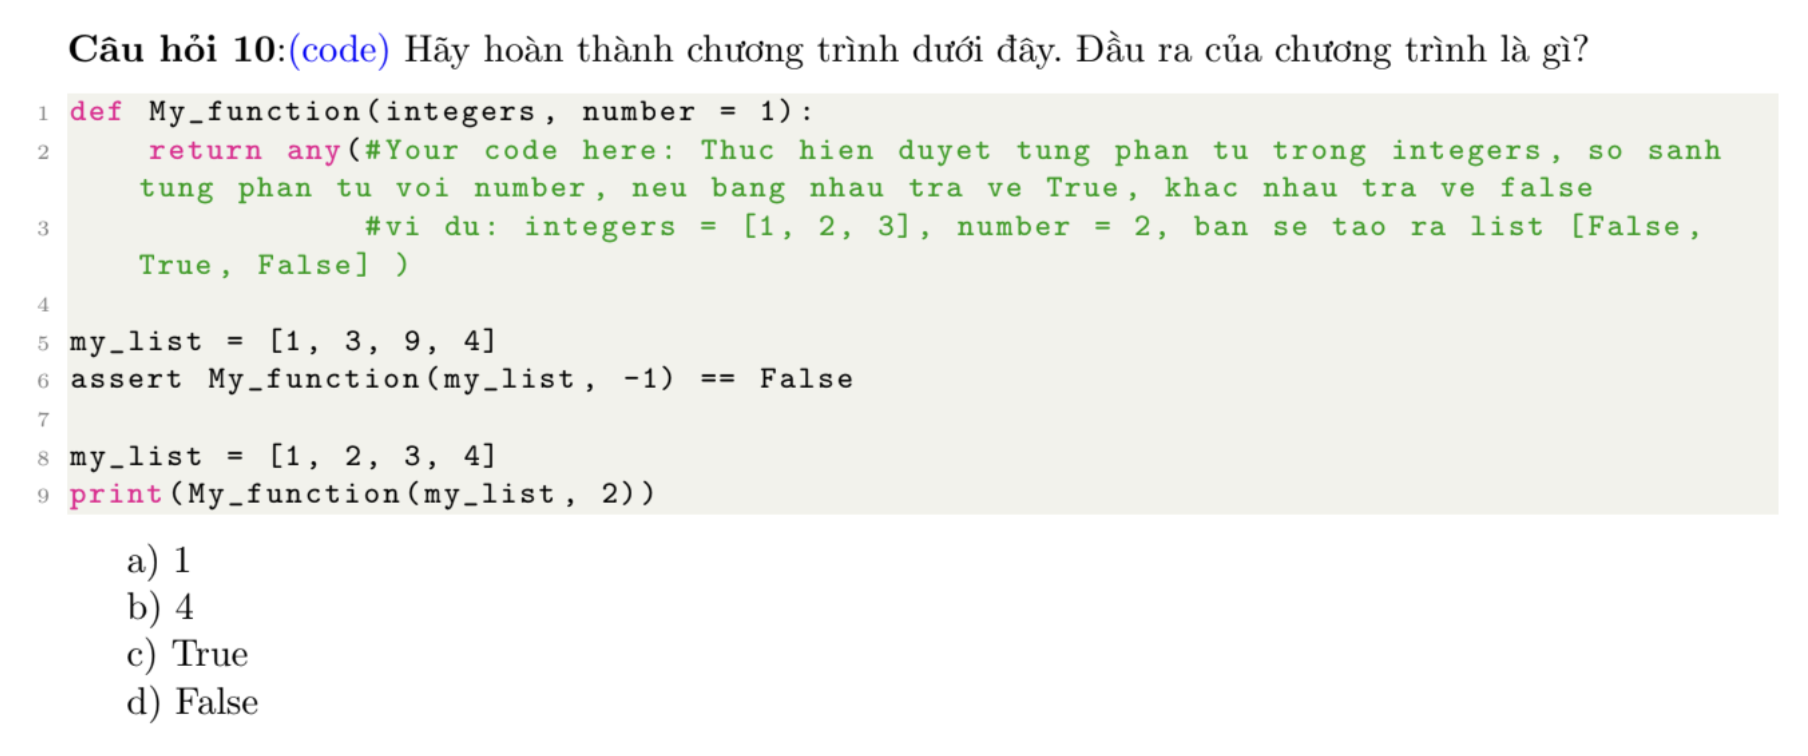 Câu hỏi 10:(code) Hãy hoàn thành chương trình dưới đây. Đầu ra của chương trình là gì?
1 def My_function(integers, number = 1):
2     return any(#Your code here: Thuc hien duyet tung phan tu trong integers, so sanh
tung phan tu voi number, neu bang nhau tra ve True, khac nhau tra ve false
3                #vi du: integers = [1, 2, 3], number = 2, ban se tao ra list [False,
True, False] )
4
5 my_list = [1, 3, 9, 4]
6 assert My_function(my_list, -1) == False
7
8 my_list = [1, 2, 3, 4]
9 print(My_function(my_list, 2))
a) 1
b) 4
c) True
d) False